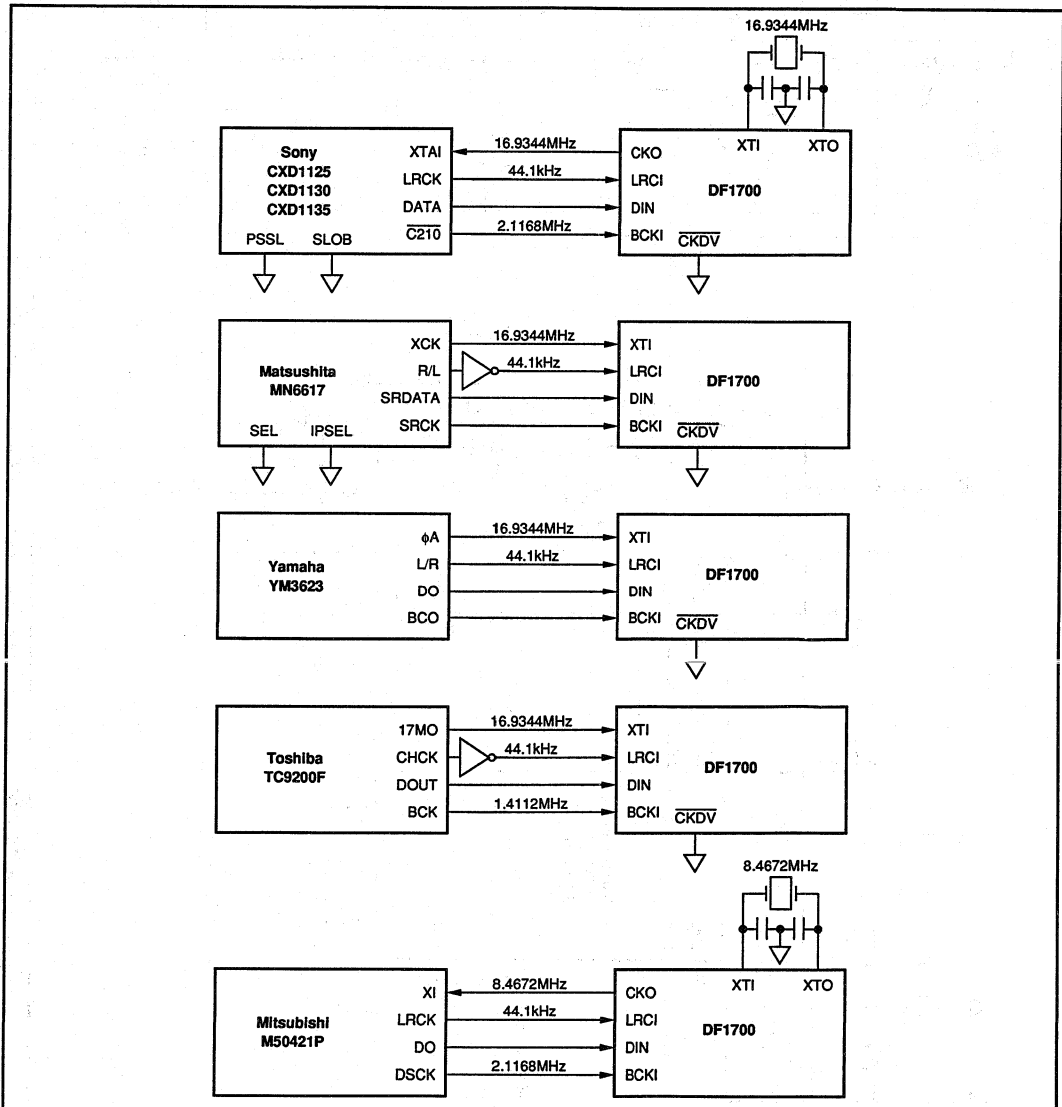 16.9344MHz
XTI XTO
Sony
CXD1125
CXD1130
CXD1135
XTAI
LRCK
DATA
C210
PSSL SLOB
16.9344MHz
44.1kHz
2.1168MHz
CKO
LRCI
DIN
BCKI
CKDV
DF1700
Matsushita
MN6617
XCK
R/L
SRDATA
SRCK
SEL IPSEL
16.9344MHz
44.1kHz
XTI
LRCI
DIN
BCKI
CKDV
DF1700
Yamaha
YM3623
ϕA
L/R
DO
BCO
16.9344MHz
44.1kHz
XTI
LRCI
DIN
BCKI
CKDV
DF1700
Toshiba
TC9200F
17MO
CHCK
DOUT
BCK
16.9344MHz
44.1kHz
1.4112MHz
XTI
LRCI
DIN
BCKI
CKDV
DF1700
8.4672MHz
XTI XTO
Mitsubishi
M50421P
XI
LRCK
DO
DSCK
8.4672MHz
44.1kHz
2.1168MHz
CKO
LRCI
DIN
BCKI
DF1700